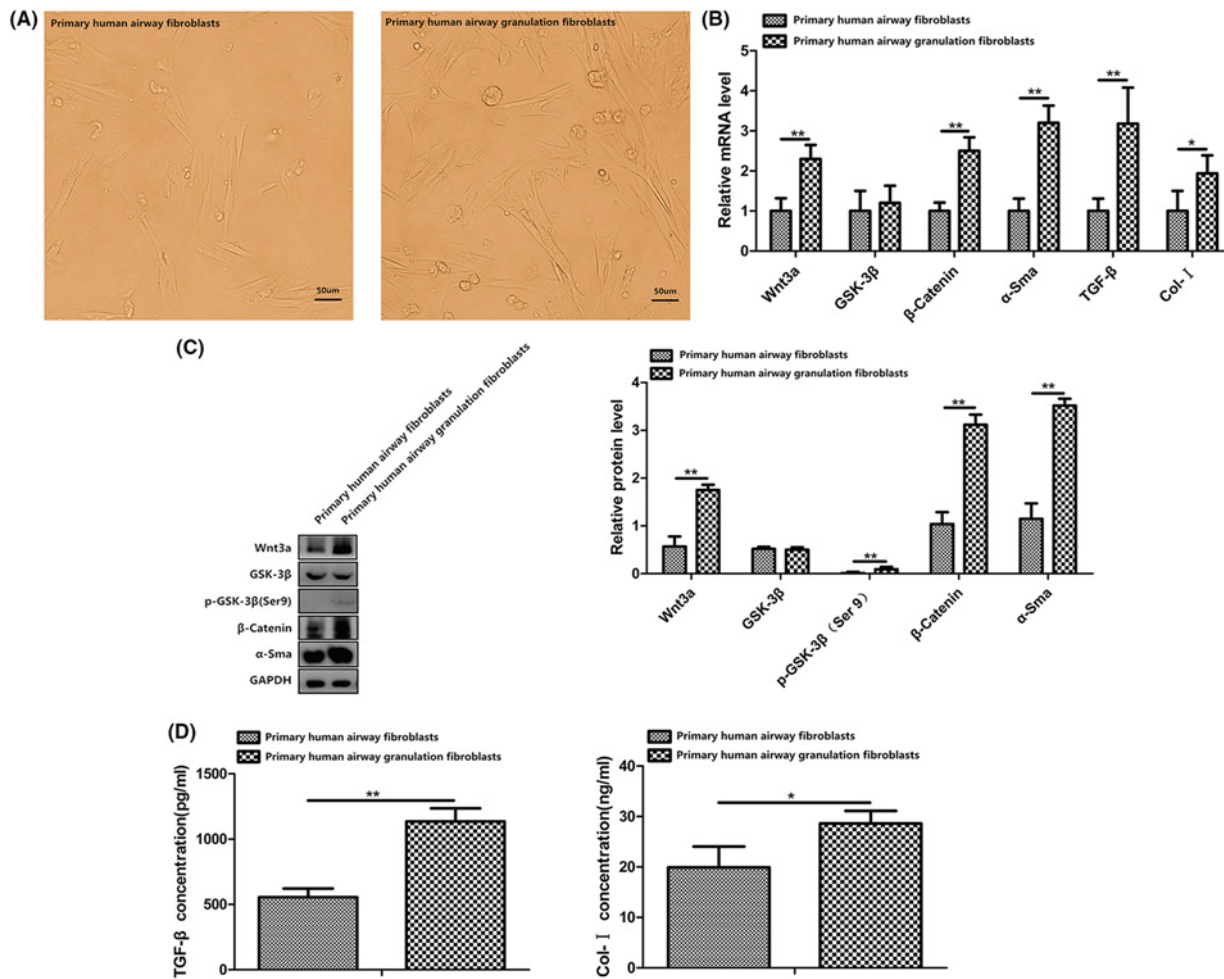 (A)
Primary human airway fibroblasts
50um
Primary human airway granulation fibroblasts
50um
(B)
Primary human airway fibroblasts
Primary human airway granulation fibroblasts
Relative mRNA level
5
4
3
2
1
0
**
**
**
**
*
Wnt3a
GSK-3β
β-Catenin
α-Sma
TGF-β
Col-Ⅰ
(C)
Primary human airway fibroblasts
Primary human airway granulation fibroblasts
Wnt3a
GSK-3β
p-GSK-3β(Ser9)
β-Catenin
α-Sma
GAPDH
Primary human airway fibroblasts
Primary human airway granulation fibroblasts
Relative protein level
4
3
2
1
0
**
**
**
**
Wnt3a
GSK-3β
p-GSK-3β（Ser 9）
β-Catenin
α-Sma
(D)
Primary human airway fibroblasts
Primary human airway granulation fibroblasts
TGF-β concentration(pg/ml)
1500
1000
500
0
**
Primary human airway fibroblasts
Primary human airway granulation fibroblasts
Col-Ⅰ concentration(ng/ml)
40
30
20
10
0
*